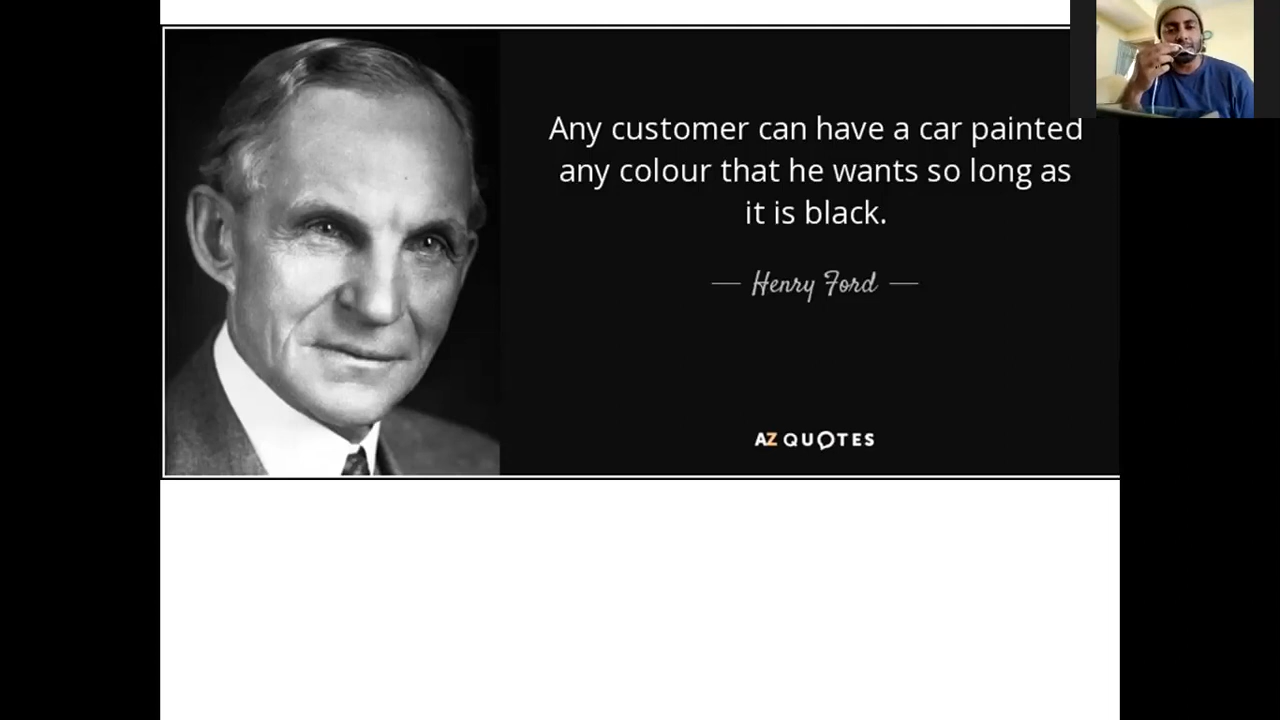 Any customer can have a car painted
any colour that he wants so long as
it is black.
— Henry Ford —
AZ QUOTES